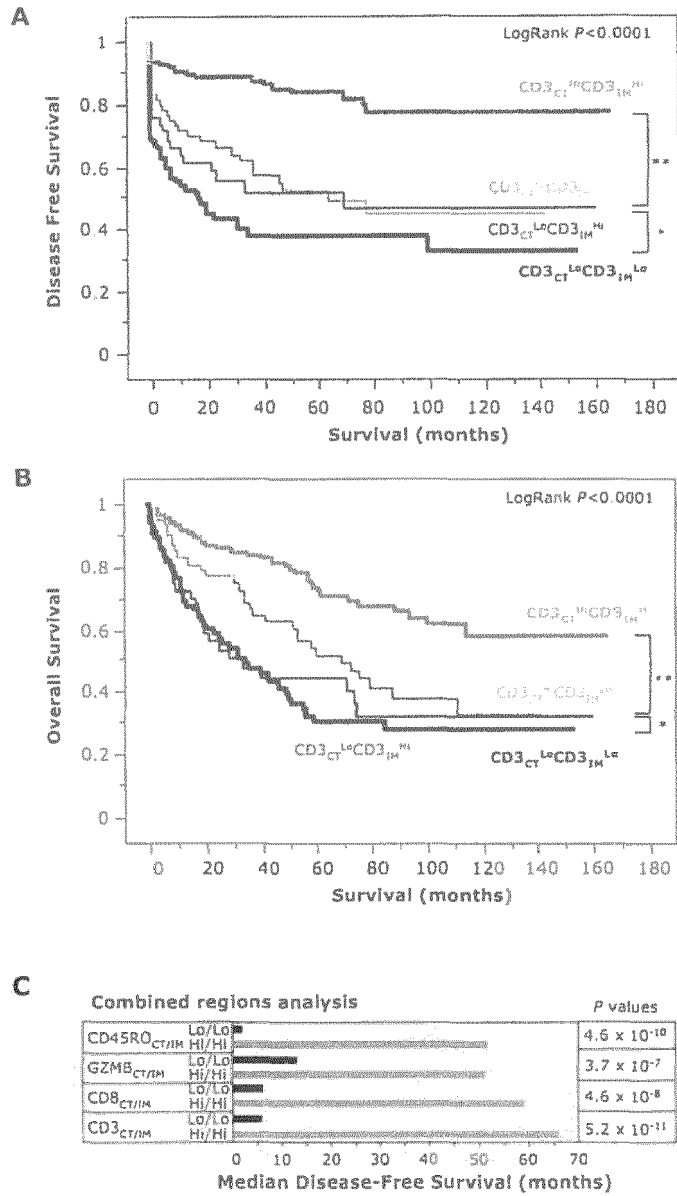 A
LogRank P<0.0001
CD3CTHiCD3IMHi
CD3CTLoCD3IMHi
CD3CTLoCD3IMLo
**
*
Disease Free Survival
1
0.8
0.6
0.4
0.2
0
0 20 40 60 80 100 120 140 160 180
Survival (months)
B
LogRank P<0.0001
CD3CTHiCD3IMHi
CD3CTLoCD3IMHi
CD3CTLoCD3IMLo
**
*
Overall Survival
1
0.8
0.6
0.4
0.2
0
0 20 40 60 80 100 120 140 160 180
Survival (months)
C
Combined regions analysis
P values
CD45ROCT/IM Lo/Lo Hi/Hi 4.6 x 10-10
GZMBCT/IM Lo/Lo Hi/Hi 3.7 x 10-7
CD8CT/IM Lo/Lo Hi/Hi 4.6 x 10-8
CD3CT/IM Lo/Lo Hi/Hi 5.2 x 10-11
0 10 20 30 40 50 60 70
Median Disease-Free Survival (months)